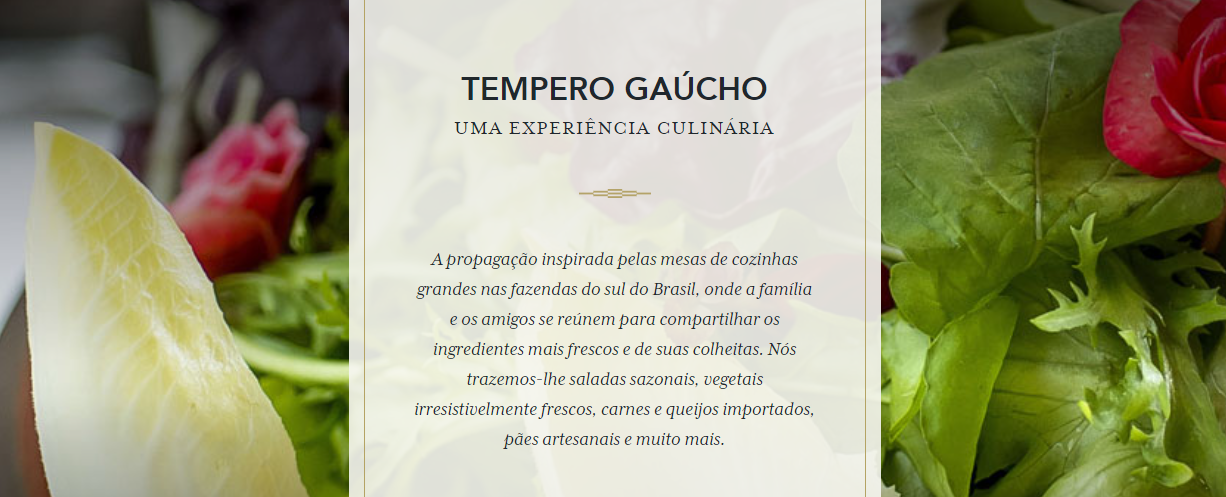 TEMPERO GAÚCHO
UMA EXPERIÊNCIA CULINÁRIA
A propagação inspirada pelas mesas de cozinhas
grandes nas fazendas do sul do Brasil, onde a família
e os amigos se reúnem para compartilhar os
ingredientes mais frescos e de suas colheitas. Nós
trazemos-lhe saladas sazonais, vegetais
irresistivelmente frescos, carnes e queijos importados,
pães artesanais e muito mais.